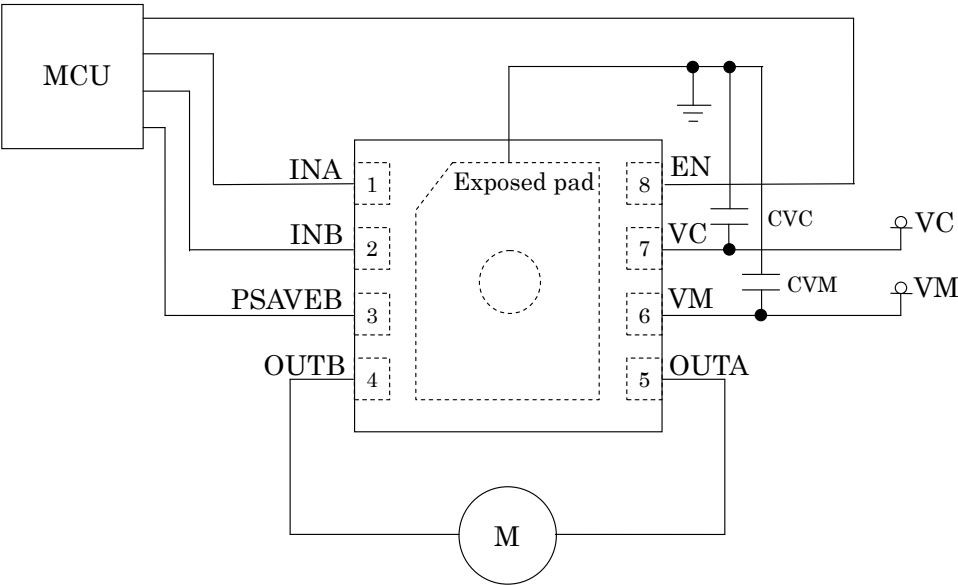 MCU
INA
1
Exposed pad
8
EN
CVC
VC
INB
2
7
VC
CVM
VM
PSAVEB
3
6
VM
OUTB
4
5
OUTA
M